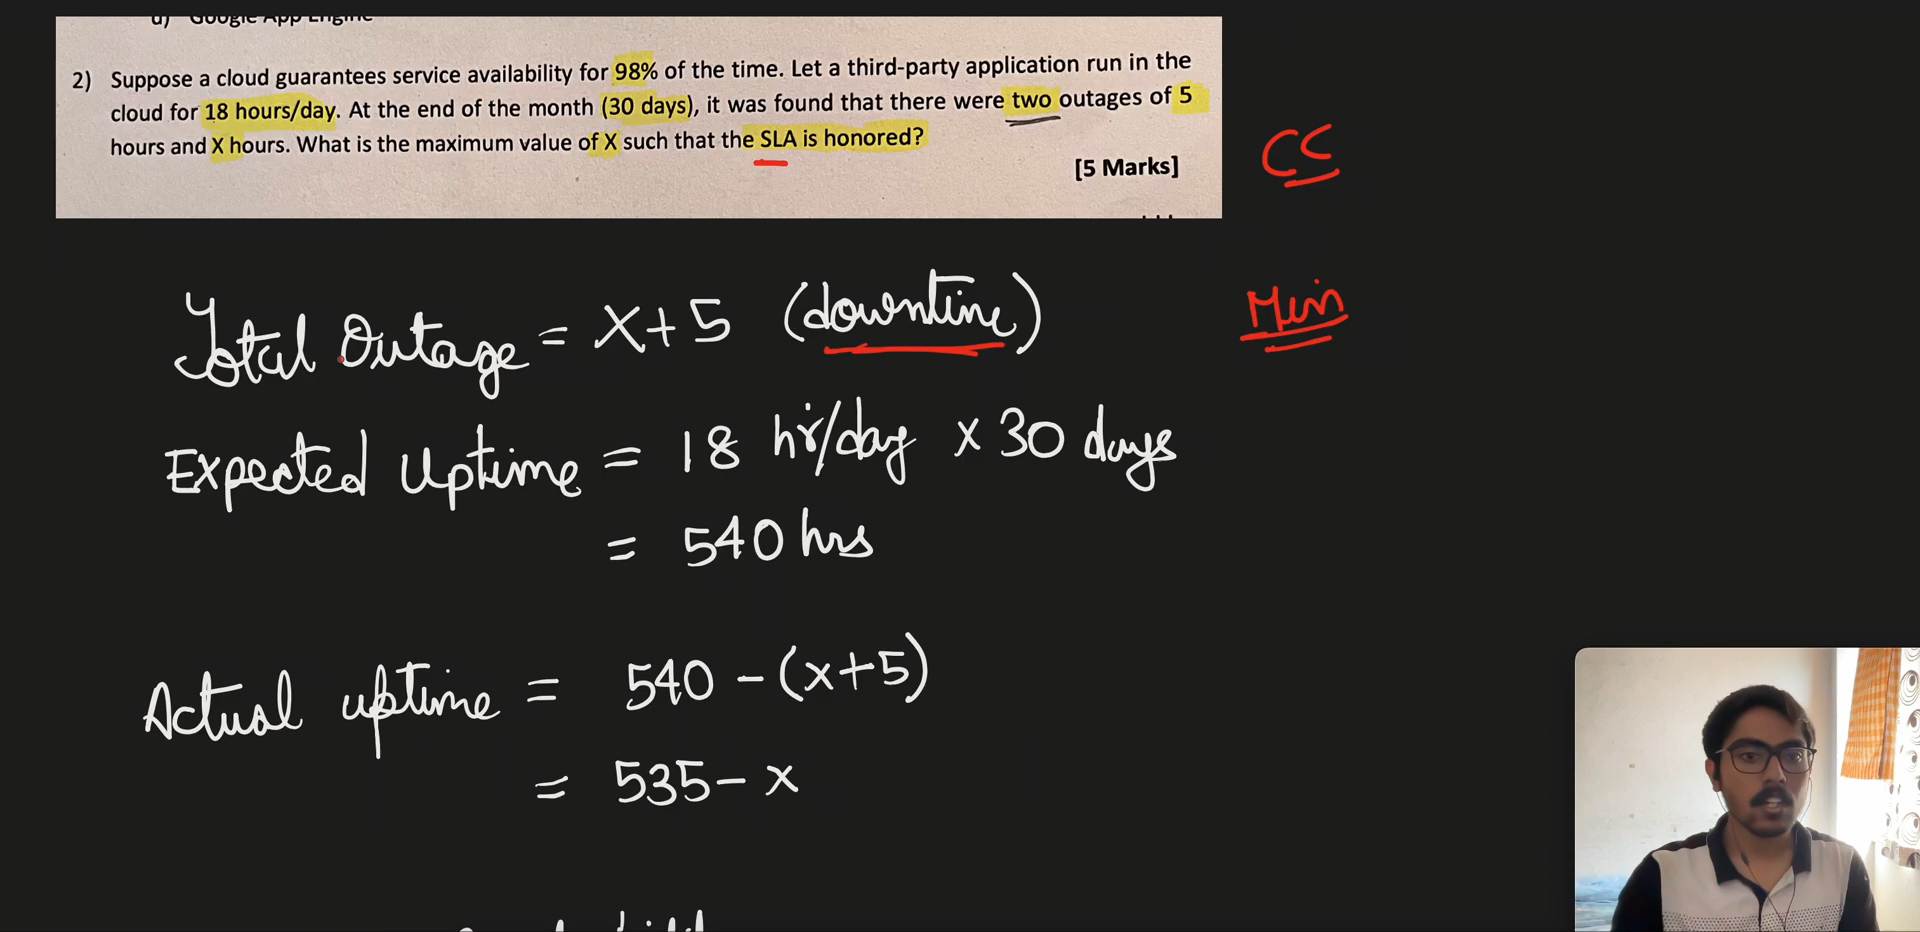 d) Google App Engine
2) Suppose a cloud guarantees service availability for 98% of the time. Let a third-party application run in the
cloud for 18 hours/day. At the end of the month (30 days), it was found that there were two outages of 5
hours and X hours. What is the maximum value of X such that the SLA is honored?
[5 Marks]
CC
Total Outage = X+5 (downtime)
Min
Expected Uptime = 18 hr/day x 30 days
= 540 hrs
Actual uptime = 540 - (x+5)
= 535 - x